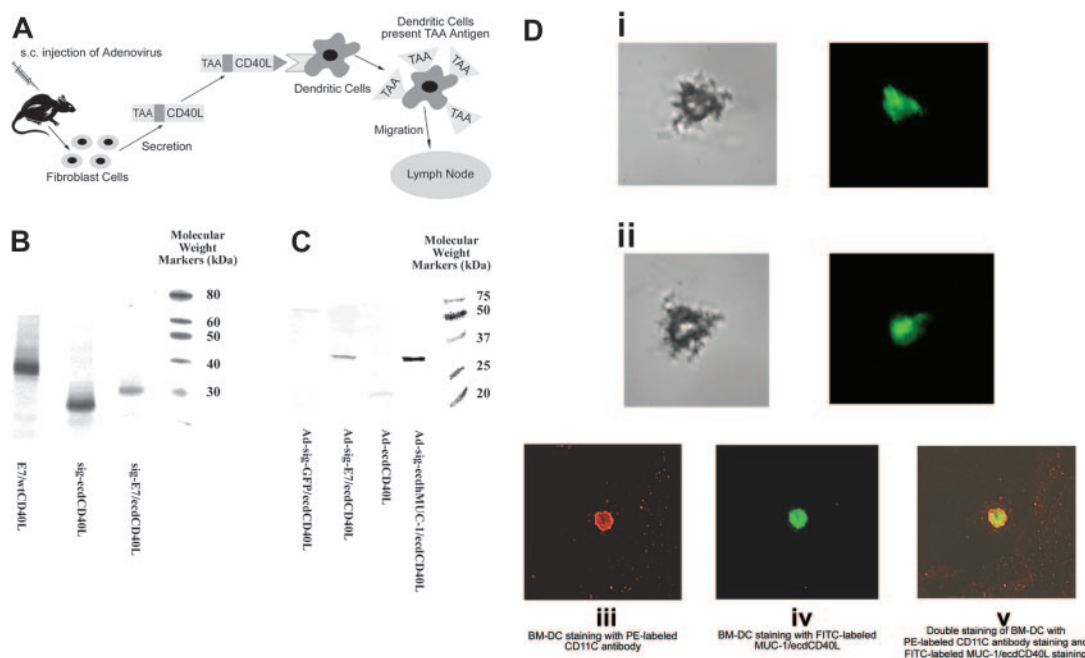 A
s.c. injection of Adenovirus
TAA CD40L
Secretion
Fibroblast Cells
TAA CD40L
Dendritic Cells
Dendritic Cells
present TAA Antigen
TAA
TAA
TAA
TAA
Migration
Lymph Node
B
Molecular
Weight
Markers (kDa)
80
60
50
40
30
E7/wtCD40L
sig-ecdCD40L
sig-E7/ecdCD40L
C
Molecular
Weight
Markers (kDa)
75
50
37
25
20
Ad-sig-GFP/ecdCD40L
Ad-sig-E7/ecdCD40L
Ad-ecdCD40L
Ad-sig-ecdhMUC-1/ecdCD40L
D
i
ii
iii
BM-DC staining with PE-labeled
CD11C antibody
iv
BM-DC staining with FITC-labeled
MUC-1/ecdCD40L
v
Double staining of BM-DC with
PE-labeled CD11C antibody staining and
FITC-labeled MUC-1/ecdCD40L staining